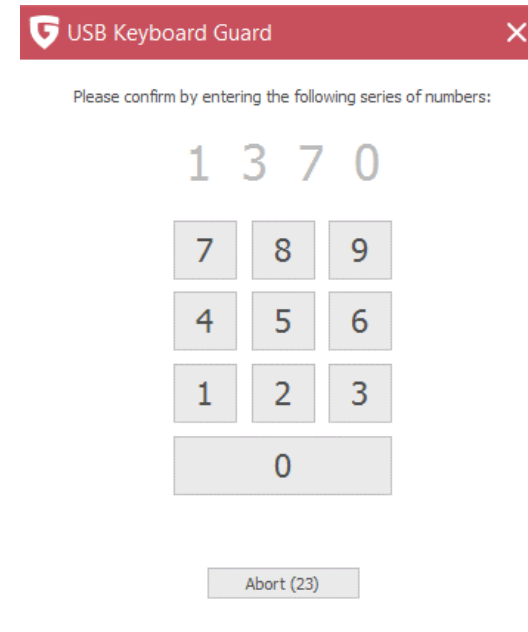 USB Keyboard Guard
Please confirm by entering the following series of numbers:
1 3 7 0
7 8 9
4 5 6
1 2 3
0
Abort (23)